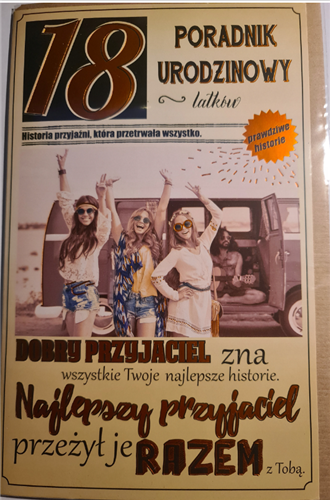 18
PORADNIK
URODZINOWY
latków
Historia przyjaźni, która przetrwała wszystko.
prawdziwe
historie
DOBRY PRZYJACIEL zna
wszystkie Twoje najlepsze historie.
Najlepszy przyjaciel
przeżył je RAZEM z Tobą.